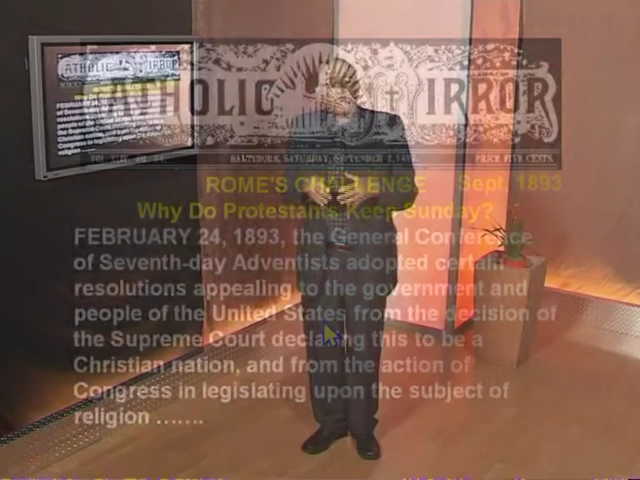 CATHOLIC MIRROR
BALTIMORE, SATURDAY, SEPTEMBER 2, PRICE FIVE CENTS.
ROME'S CHALLENGE Sept. 1893
Why Do Protestants Keep Sunday?
FEBRUARY 24, 1893, the General Conference
of Seventh-day Adventists adopted certain
resolutions appealing to the government and
people of the United States from the decision of
the Supreme Court declaring this to be a
Christian nation, and from the action of
Congress in legislating upon the subject of
religion …….